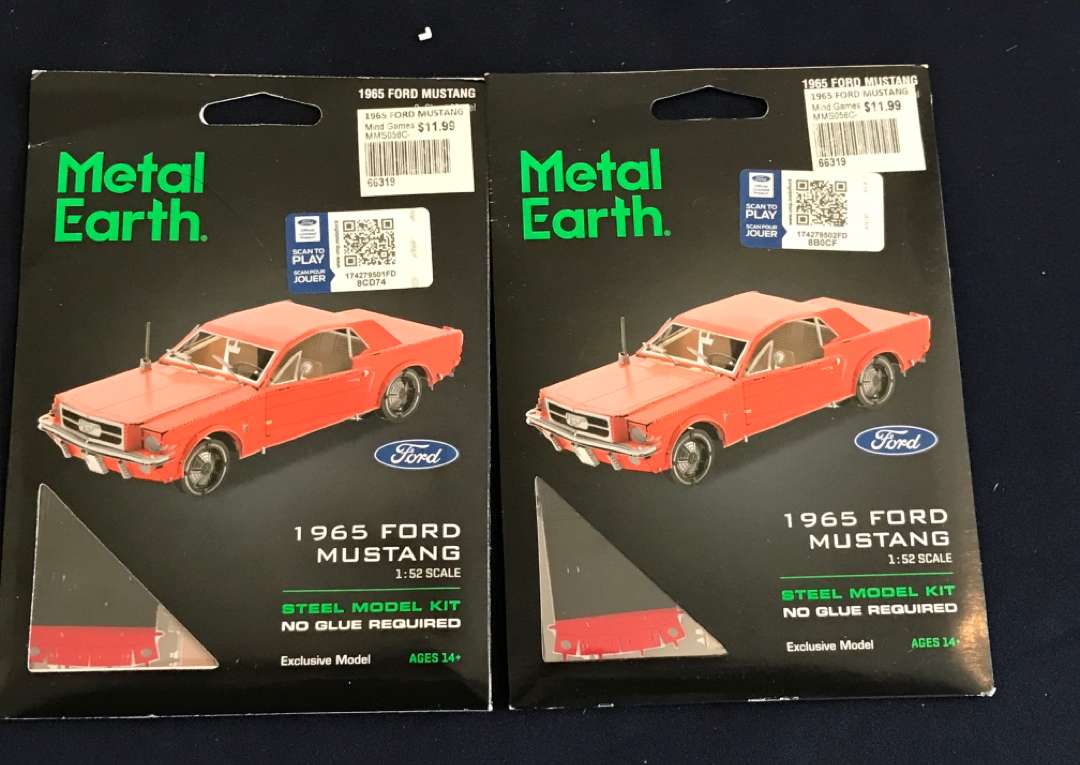 1965 FORD MUSTANG
1965 FORD MUSTANG
Mind Games $11.99
MMS056C-
66319
Metal
Earth®
Ford
SCAN TO
PLAY
SCAN POUR
JOUER
174279501FD
8CD74
Ford
1965 FORD
MUSTANG
1:52 SCALE
STEEL MODEL KIT
NO GLUE REQUIRED
Exclusive Model AGES 14+
1965 FORD MUSTANG
1965 FORD MUSTANG
Mind Games $11.99
MMS056C-
66319
Metal
Earth®
Ford
SCAN TO
PLAY
SCAN POUR
JOUER
174279502FD
8B0CF
Ford
1965 FORD
MUSTANG
1:52 SCALE
STEEL MODEL KIT
NO GLUE REQUIRED
Exclusive Model AGES 14+